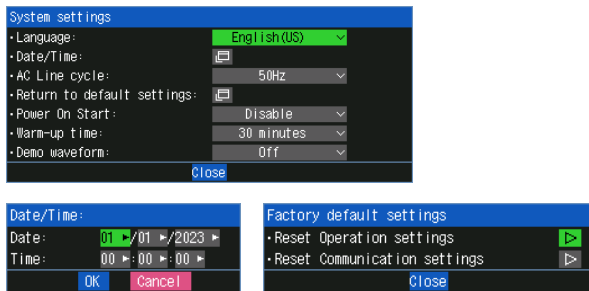 System settings
・Language: English(US)
・Date/Time:
・AC Line cycle: 50Hz
・Return to default settings:
・Power On Start: Disable
・Warm-up time: 30 minutes
・Demo waveform: Off
Close
Date/Time:
Date: 01 /01 /2023
Time: 00 :00 :00
OK Cancel
Factory default settings
・Reset Operation settings
・Reset Communication settings
Close